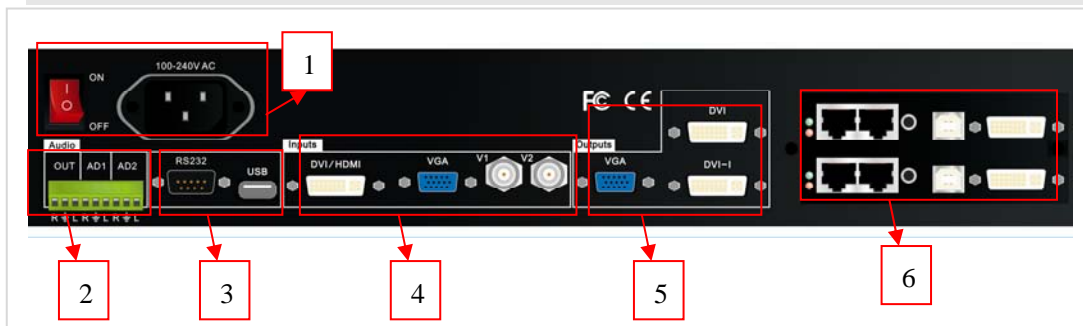 1
100-240V AC
ON
OFF
FC CE
DVI
Audio
OUT AD1 AD2
RS232
USB
Inputs
DVI/HDMI
VGA
V1
V2
Outputs
VGA
DVI-I
R L R L R L
2
3
4
5
6